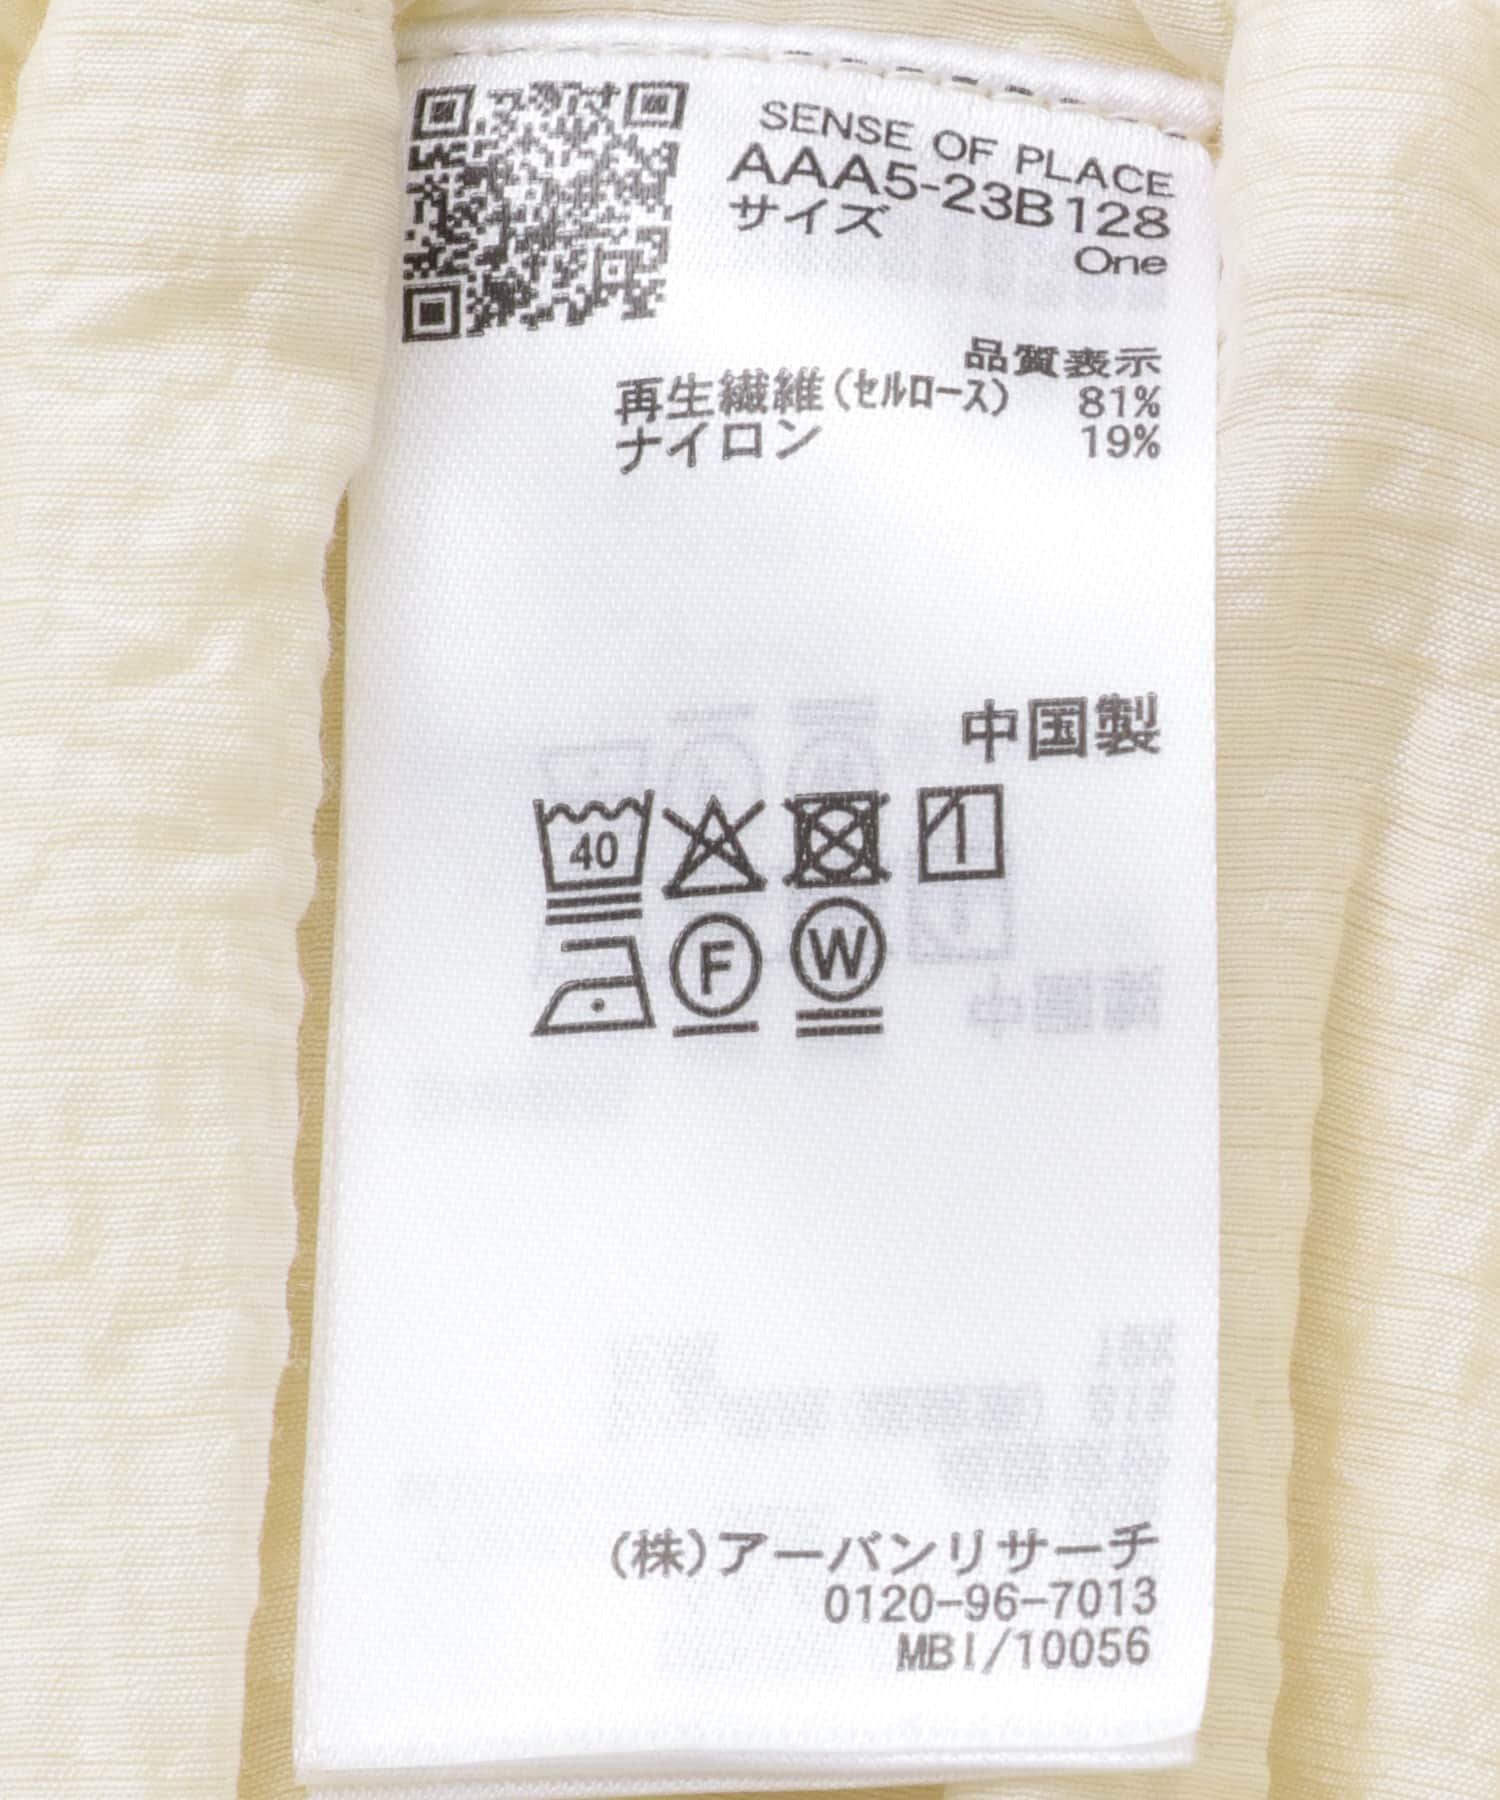 SENSE OF PLACE
AAA5-23B128
サイズ
One
品質表示
再生繊維(セルロース) 81%
ナイロン 19%
中国製
40
F W
(株)アーバンリサーチ
0120-96-7013
MBI/10056